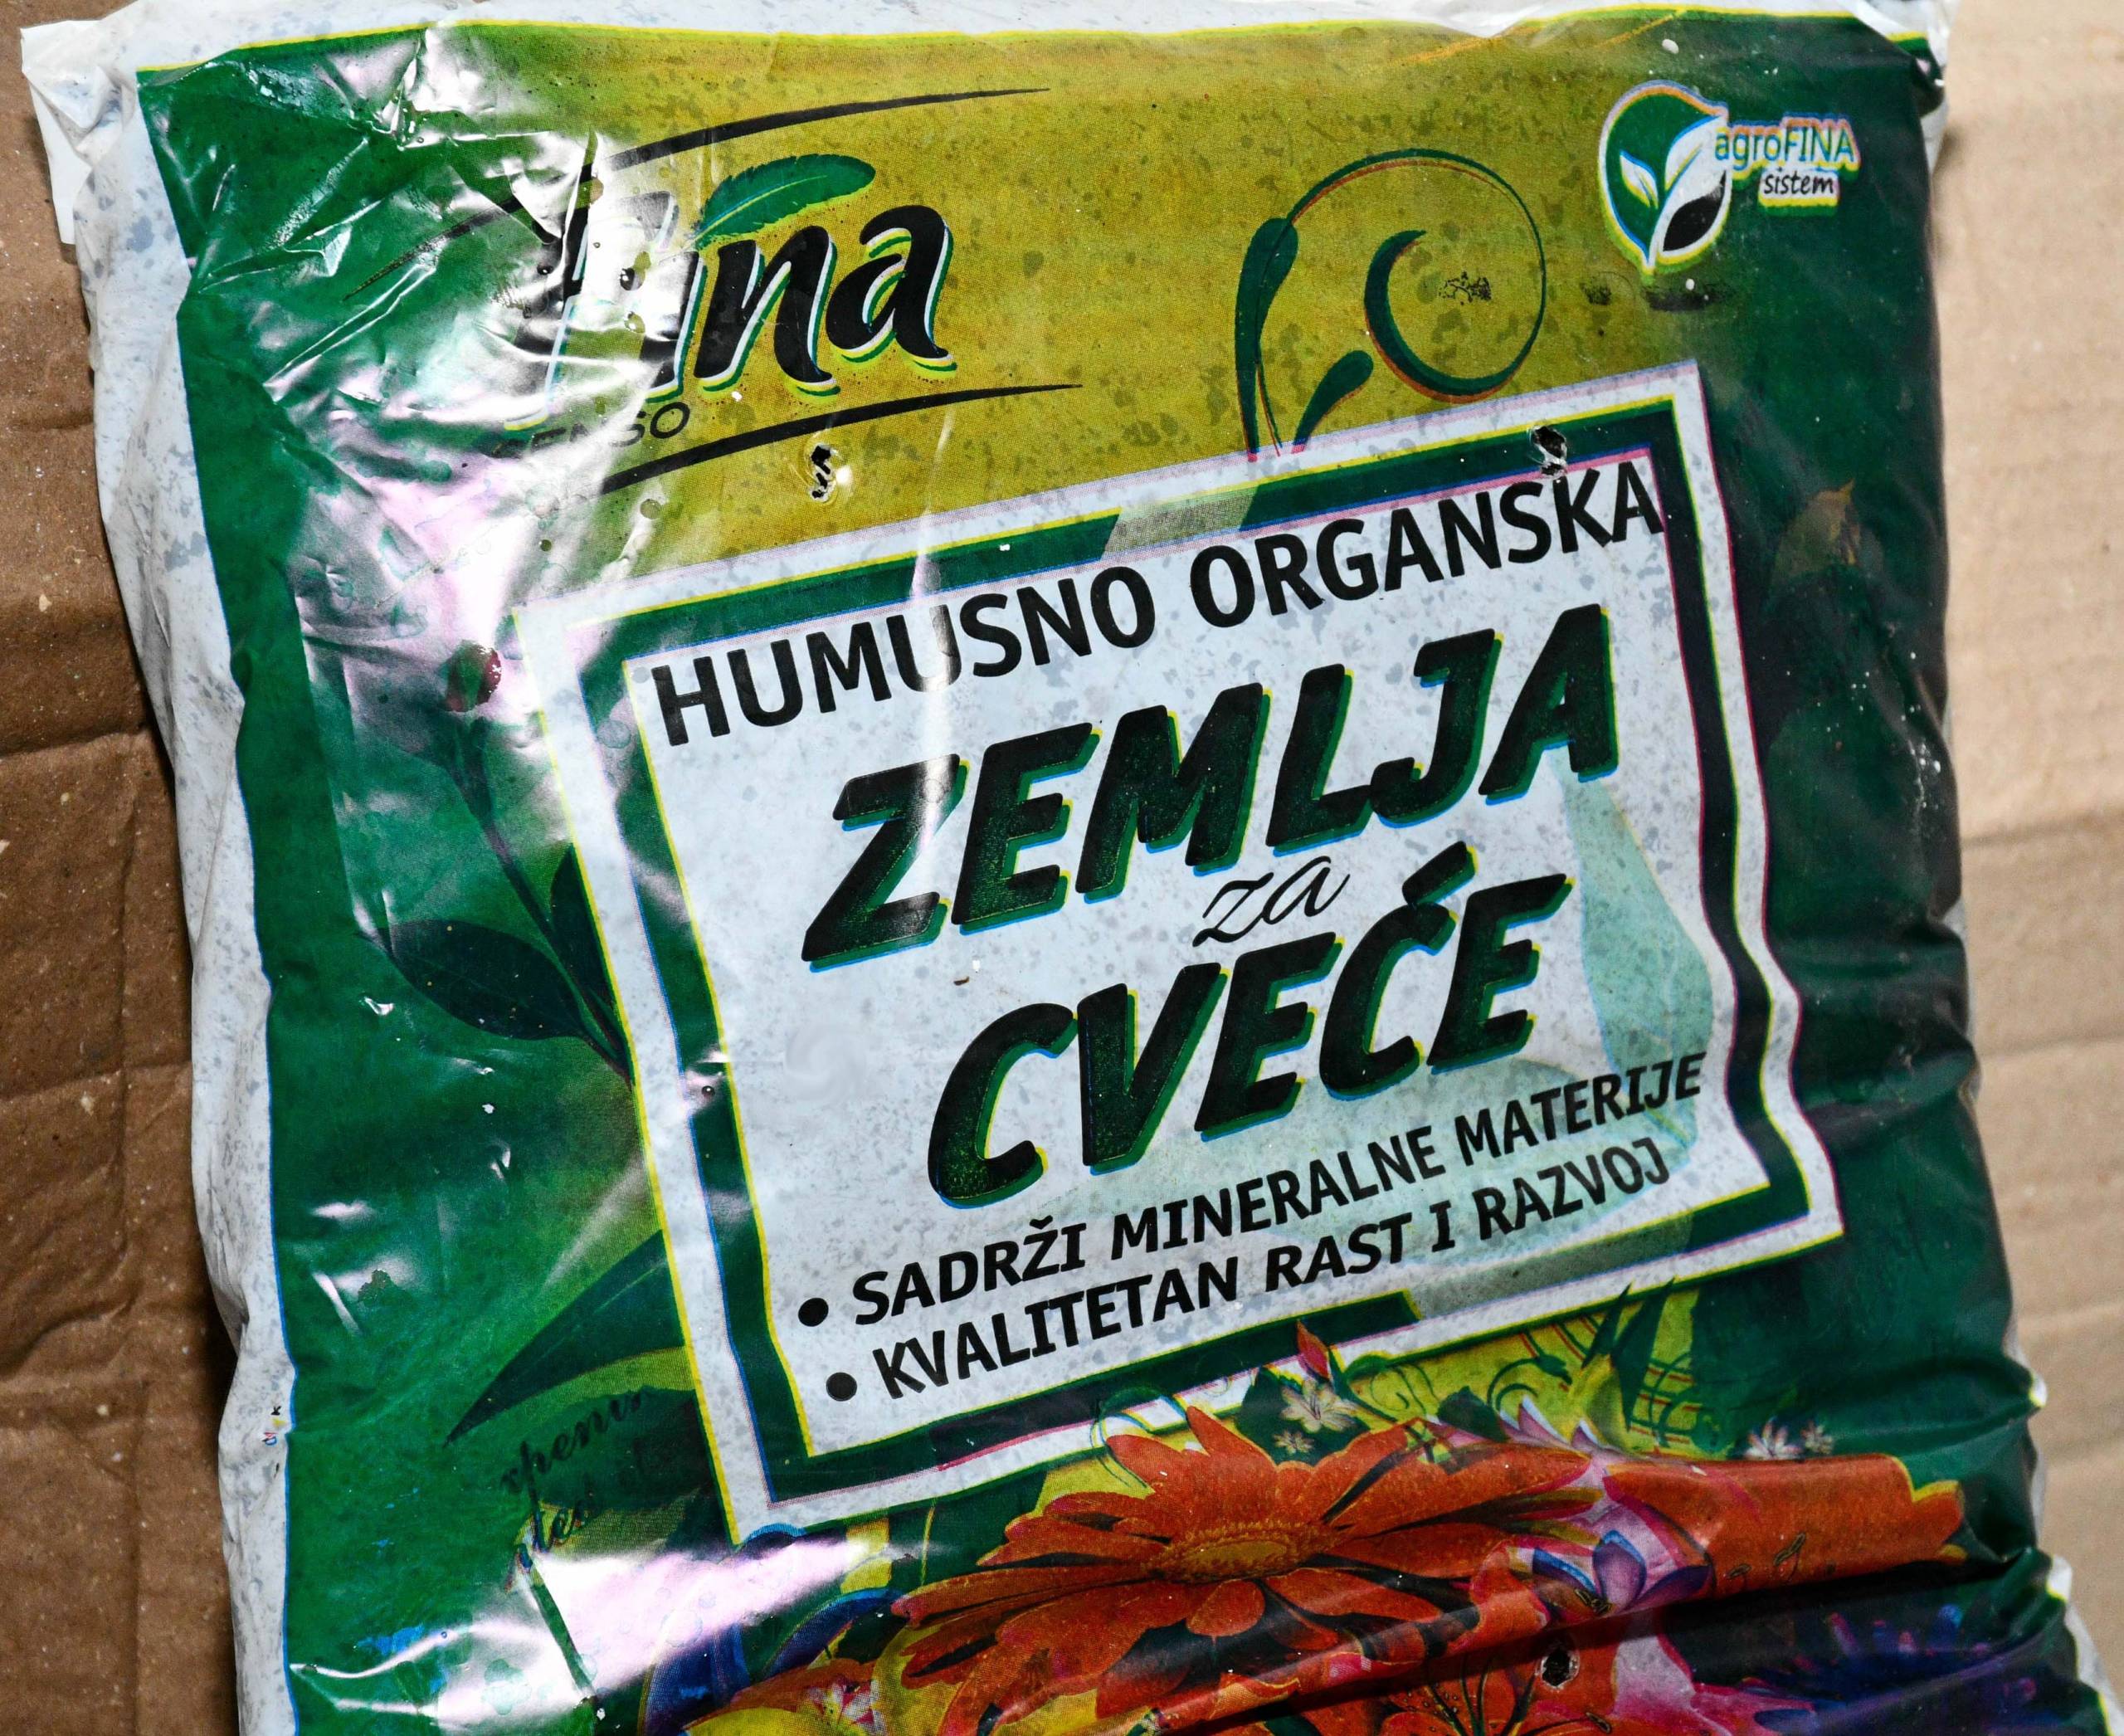 Fina
agroFINA
sistem
HUMUSNO ORGANSKA
ZEMLJA
za
CVEĆE
• SADRŽI MINERALNE MATERIJE
• KVALITETAN RAST I RAZVOJ